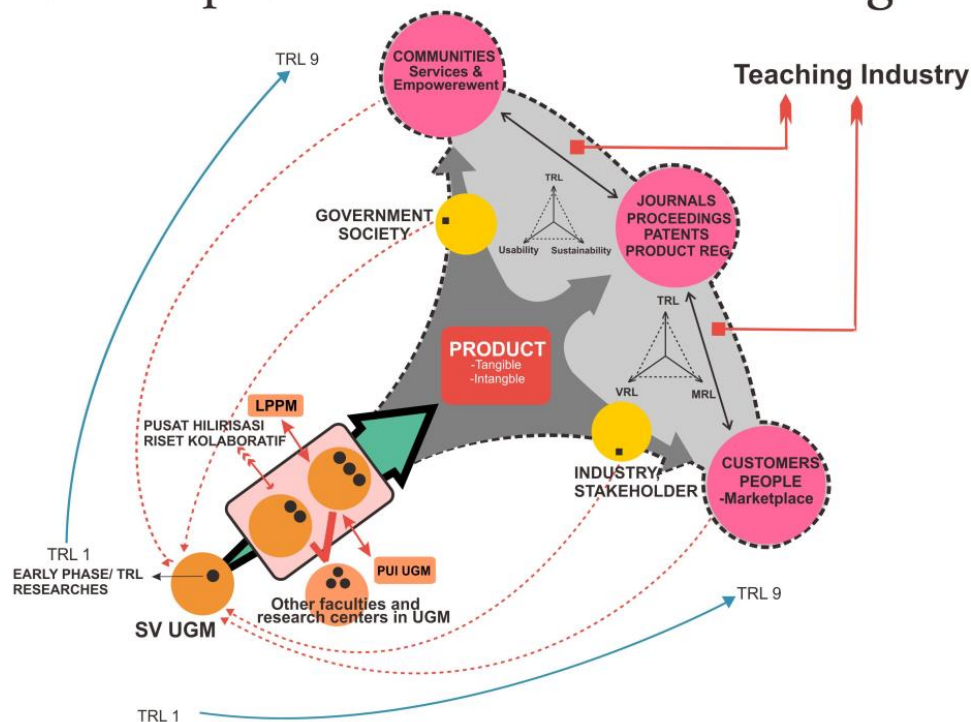 TRL 9
COMMUNITIES
Services &
Empowerewent
Teaching Industry
TRL
Usability
Sustainability
JOURNALS
PROCEEDINGS
PATENTS
PRODUCT REG
GOVERNMENT
SOCIETY
TRL
VRL
MRL
PRODUCT
-Tangible
-Intangble
LPPM
PUSAT HILIRISASI
RISET KOLABORATIF
INDUSTRY,
STAKEHOLDER
CUSTOMERS
PEOPLE
-Marketplace
TRL 1
EARLY PHASE/ TRL
RESEARCHES
PUI UGM
Other faculties and
research centers in UGM
SV UGM
TRL 9
TRL 1